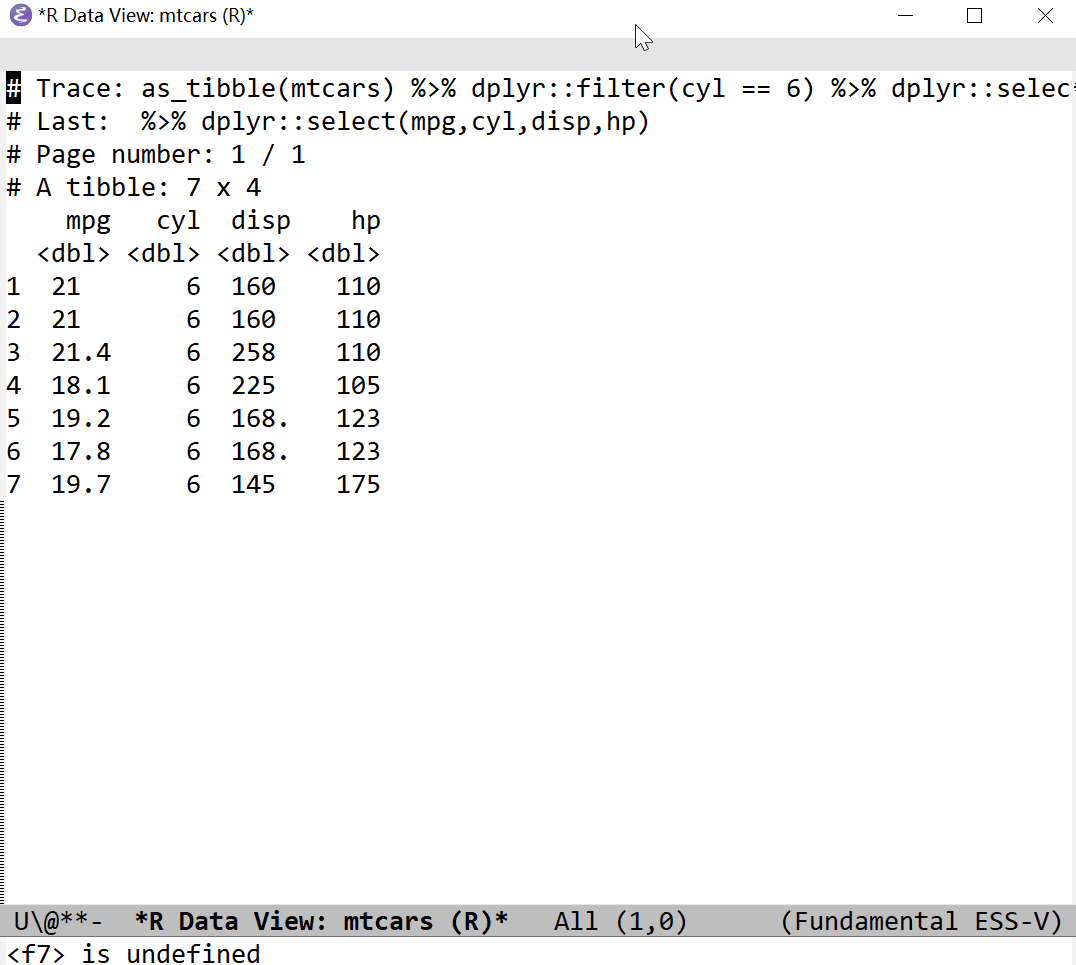 *R Data View: mtcars (R)*
# Trace: as_tibble(mtcars) %>% dplyr::filter(cyl == 6) %>% dplyr::selec
# Last:  %>% dplyr::select(mpg,cyl,disp,hp)
# Page number: 1 / 1
# A tibble: 7 x 4
    mpg   cyl  disp    hp
  <dbl> <dbl> <dbl> <dbl>
1  21       6  160    110
2  21       6  160    110
3  21.4     6  258    110
4  18.1     6  225    105
5  19.2     6  168.   123
6  17.8     6  168.   123
7  19.7     6  145    175
U\@**-  *R Data View: mtcars (R)*   All (1,0)      (Fundamental ESS-V)
<f7> is undefined